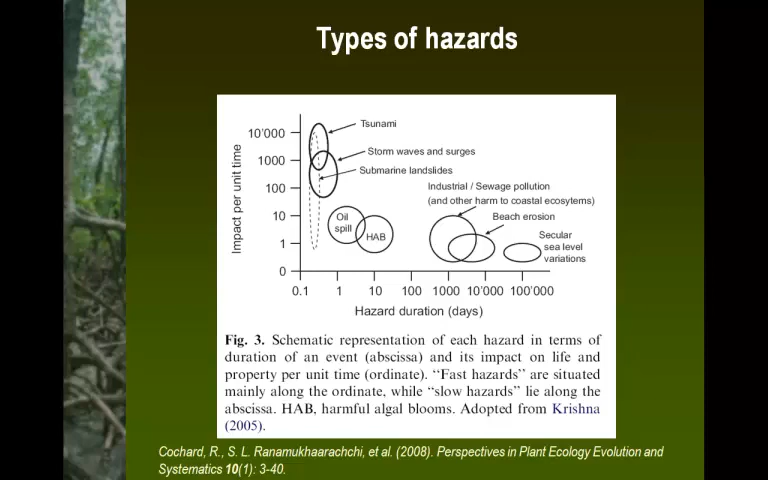 Types of hazards
Impact per unit time
10’000
1000
100
10
1
0
Tsunami
Storm waves and surges
Submarine landslides
Industrial / Sewage pollution
(and other harm to coastal ecosytems)
Beach erosion
Oil
spill
HAB
Secular
sea level
variations
0.1 1 10 100 1000 10’000 100’000
Hazard duration (days)
Fig. 3. Schematic representation of each hazard in terms of
duration of an event (abscissa) and its impact on life and
property per unit time (ordinate). ‘‘Fast hazards’’ are situated
mainly along the ordinate, while ‘‘slow hazards’’ lie along the
abscissa. HAB, harmful algal blooms. Adopted from Krishna
(2005).
Cochard, R., S. L. Ranamukhaarachchi, et al. (2008). Perspectives in Plant Ecology Evolution and
Systematics 10(1): 3-40.